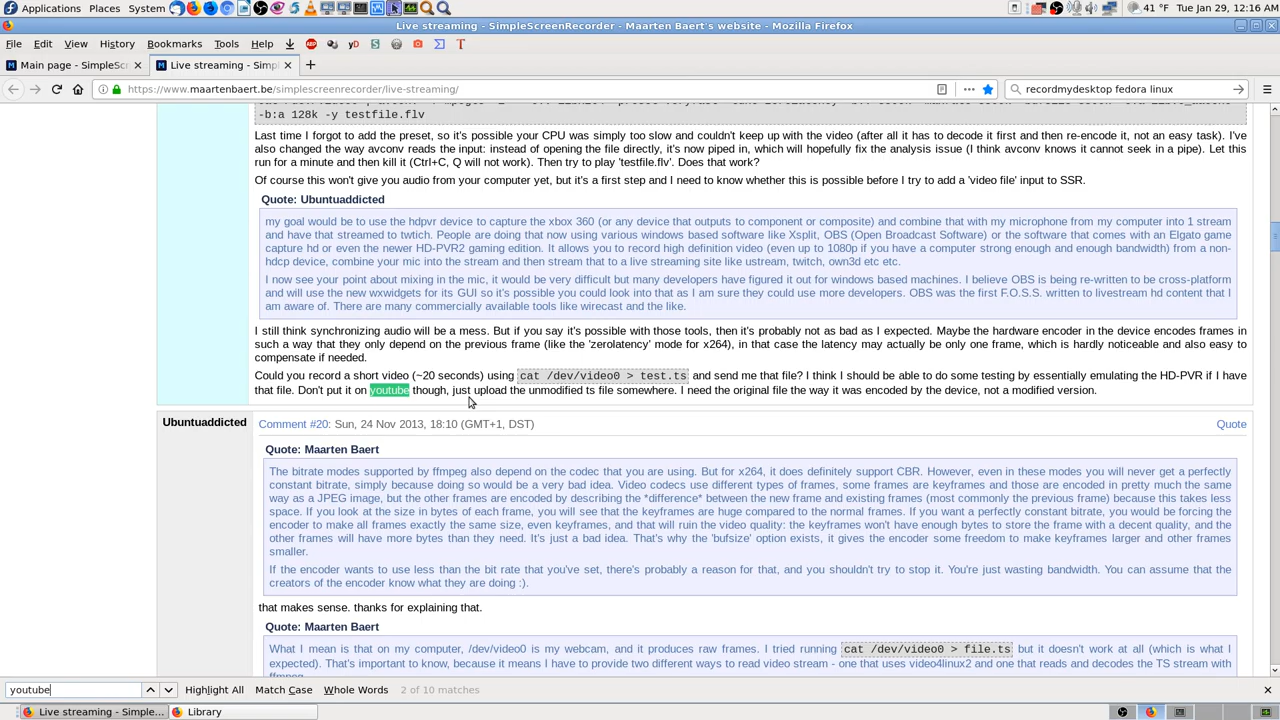 Applications Places System 41 °F Tue Jan 29, 12:16 AM
Live streaming - SimpleScreenRecorder - Maarten Baert's website - Mozilla Firefox
File Edit View History Bookmarks Tools Help
Main page - SimpleSc Live streaming - Simpl
https://www.maartenbaert.be/simplescreenrecorder/live-streaming/ recordmydesktop fedora linux
-b:a 128k -y testfile.flv
Last time I forgot to add the preset, so it's possible your CPU was simply too slow and couldn't keep up with the video (after all it has to decode it first and then re-encode it, not an easy task). I've
also changed the way avconv reads the input: instead of opening the file directly, it's now piped in, which will hopefully fix the analysis issue (I think avconv knows it cannot seek in a pipe). Let this
run for a minute and then kill it (Ctrl+C, Q will not work). Then try to play 'testfile.flv'. Does that work?
Of course this won't give you audio from your computer yet, but it's a first step and I need to know whether this is possible before I try to add a 'video file' input to SSR.
Quote: Ubuntuaddicted
my goal would be to use the hdpvr device to capture the xbox 360 (or any device that outputs to component or composite) and combine that with my microphone from my computer into 1 stream
and have that streamed to twtich. People are doing that now using various windows based software like Xsplit, OBS (Open Broadcast Software) or the software that comes with an Elgato game
capture hd or even the newer HD-PVR2 gaming edition. It allows you to record high definition video (even up to 1080p if you have a computer strong enough and enough bandwidth) from a non-
hdcp device, combine your mic into the stream and then stream that to a live streaming site like ustream, twitch, own3d etc etc.
I now see your point about mixing in the mic, it would be very difficult but many developers have figured it out for windows based machines. I believe OBS is being re-written to be cross-platform
and will use the new wxwidgets for its GUI so it's possible you could look into that as I am sure they could use more developers. OBS was the first F.O.S.S. written to livestream hd content that I
am aware of. There are many commercially available tools like wirecast and the like.
I still think synchronizing audio will be a mess. But if you say it's possible with those tools, then it's probably not as bad as I expected. Maybe the hardware encoder in the device encodes frames in
such a way that they only depend on the previous frame (like the 'zerolatency' mode for x264), in that case the latency may actually be only one frame, which is hardly noticeable and also easy to
compensate if needed.
Could you record a short video (~20 seconds) using cat /dev/video0 > test.ts and send me that file? I think I should be able to do some testing by essentially emulating the HD-PVR if I have
that file. Don't put it on youtube though, just upload the unmodified ts file somewhere. I need the original file the way it was encoded by the device, not a modified version.
Ubuntuaddicted Comment #20: Sun, 24 Nov 2013, 18:10 (GMT+1, DST) Quote
Quote: Maarten Baert
The bitrate modes supported by ffmpeg also depend on the codec that you are using. But for x264, it does definitely support CBR. However, even in these modes you will never get a perfectly
constant bitrate, simply because doing so would be a very bad idea. Video codecs use different types of frames, some frames are keyframes and those are encoded in pretty much the same
way as a JPEG image, but the other frames are encoded by describing the *difference* between the new frame and existing frames (most commonly the previous frame) because this takes less
space. If you look at the size in bytes of each frame, you will see that the keyframes are huge compared to the normal frames. If you want a perfectly constant bitrate, you would be forcing the
encoder to make all frames exactly the same size, even keyframes, and that will ruin the video quality: the keyframes won't have enough bytes to store the frame with a decent quality, and the
other frames will have more bytes than they need. It's just a bad idea. That's why the 'bufsize' option exists, it gives the encoder some freedom to make keyframes larger and other frames
smaller.
If the encoder wants to use less than the bit rate that you've set, there's probably a reason for that, and you shouldn't try to stop it. You're just wasting bandwidth. You can assume that the
creators of the encoder know what they are doing :).
that makes sense. thanks for explaining that.
Quote: Maarten Baert
What I mean is that on my computer, /dev/video0 is my webcam, and it produces raw frames. I tried running cat /dev/video0 > file.ts but it doesn't work at all (which is what I
expected). That's important to know, because it means I have to provide two different ways to read video stream - one that uses video4linux2 and one that reads and decodes the TS stream with
youtube Highlight All Match Case Whole Words 2 of 10 matches
Live streaming - Simple... Library